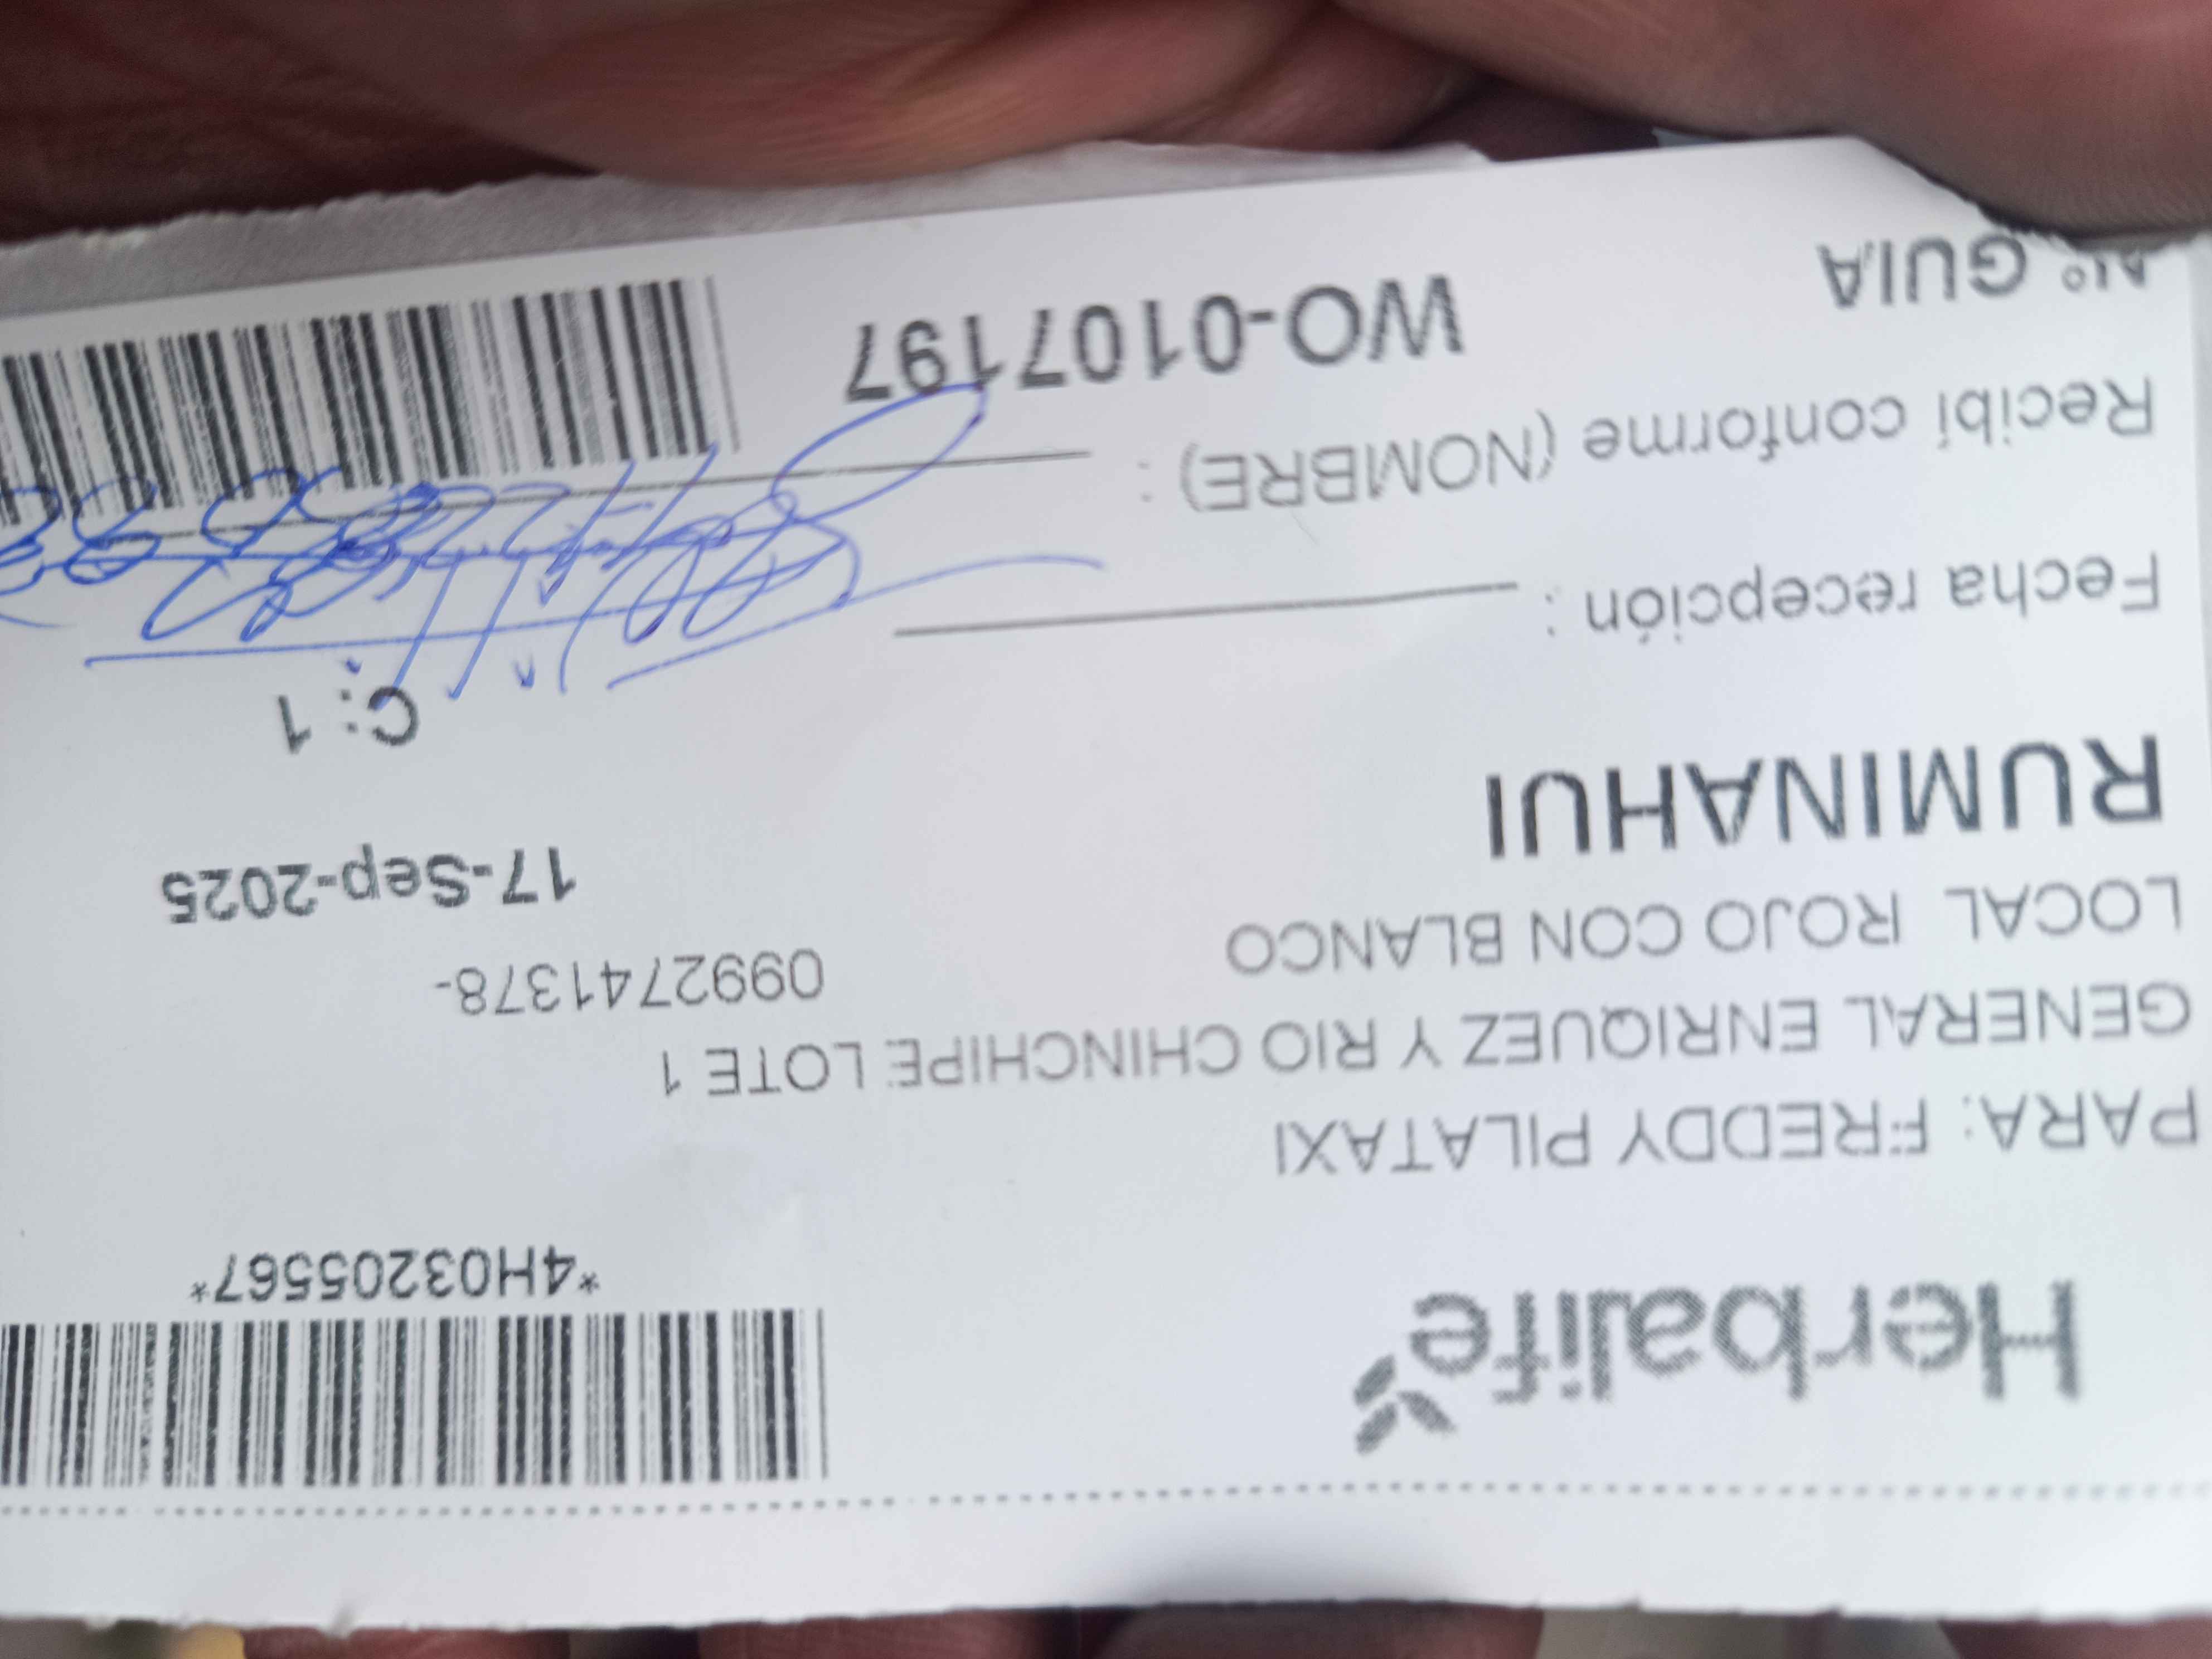 Herbalife
*4H03205567*
PARA: FREDDY PILATAXI
GENERAL ENRIQUEZ Y RIO CHINCHIPE LOTE 1
LOCAL ROJO CON BLANCO
0992741378-
RUMINAHUI
17-Sep-2025
C: 1
Fecha recepción :
Recibí conforme (NOMBRE) :
Nº GUIA
WO-0107197